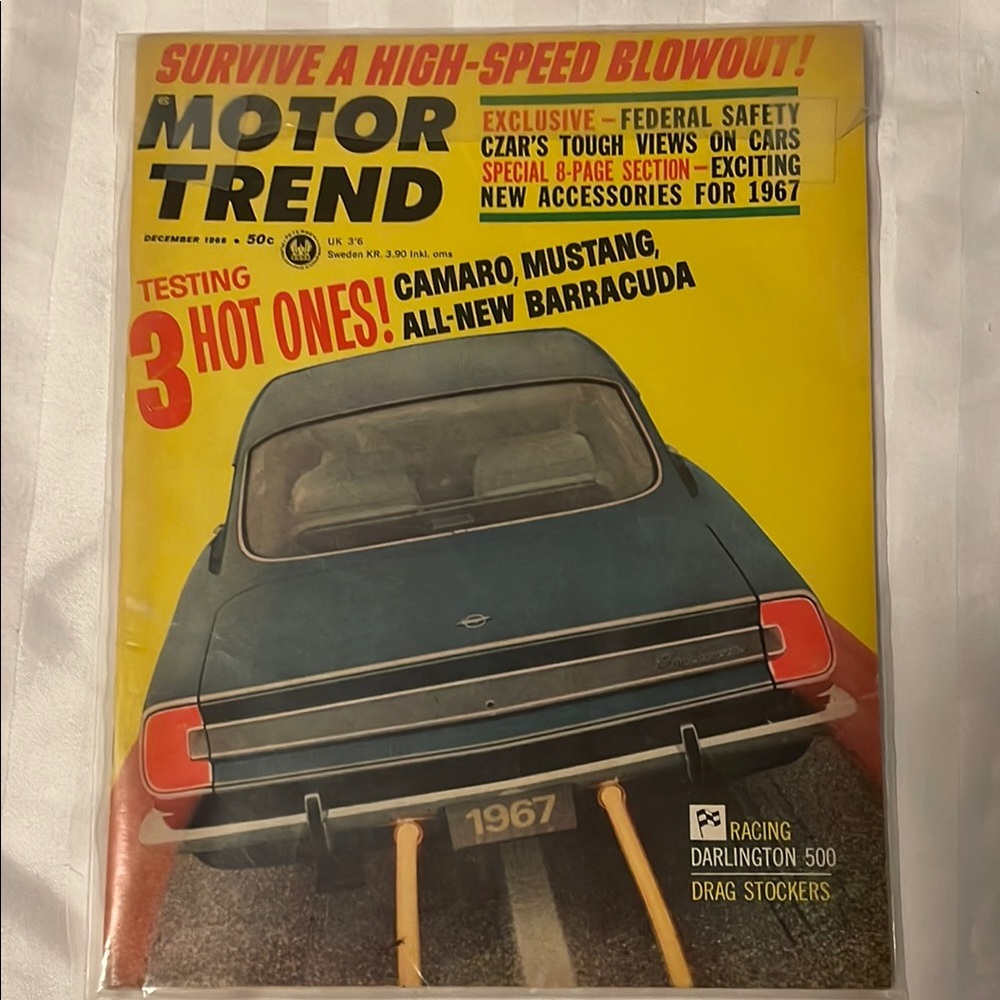 SURVIVE A HIGH-SPEED BLOWOUT!
MOTOR
TREND
EXCLUSIVE – FEDERAL SAFETY
CZAR'S TOUGH VIEWS ON CARS
SPECIAL 8-PAGE SECTION – EXCITING
NEW ACCESSORIES FOR 1967
DECEMBER 1966 • 50c
UK 3'6
Sweden KR. 3.90 Inkl. oms
TESTING
3 HOT ONES!
CAMARO, MUSTANG,
ALL-NEW BARRACUDA
1967
RACING
DARLINGTON 500
DRAG STOCKERS